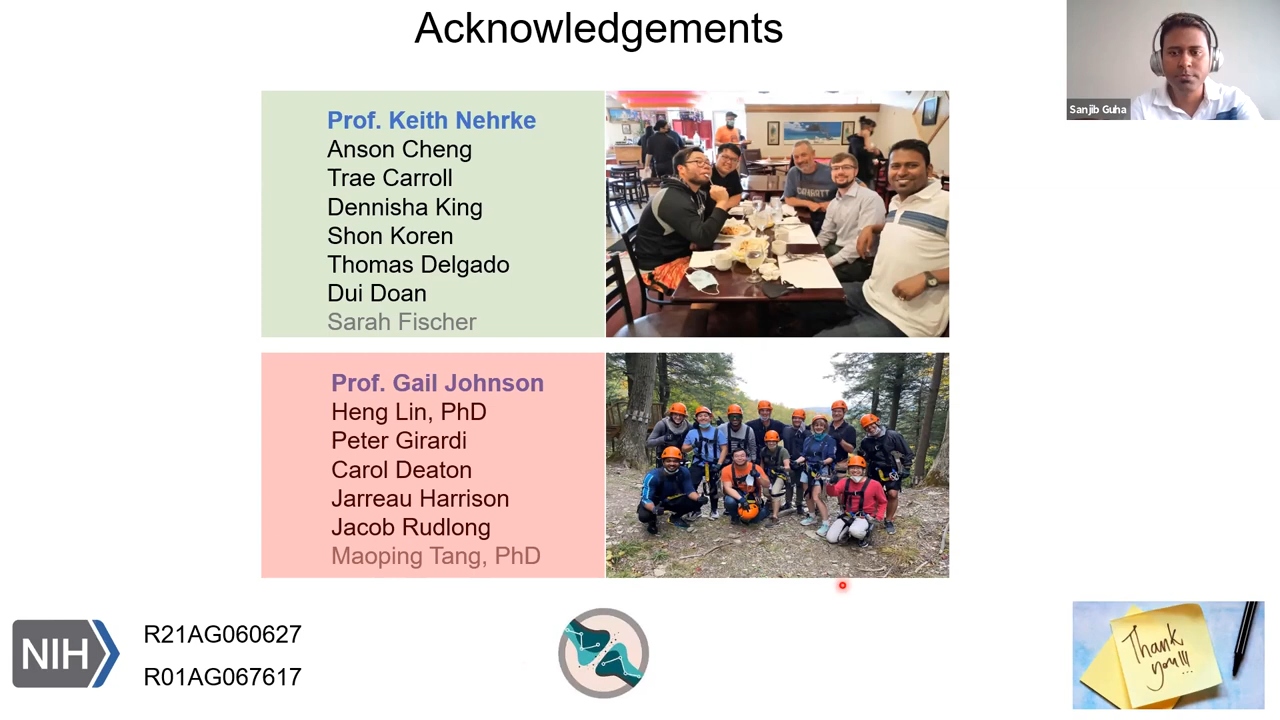 Acknowledgements
Sanjib Guha
Prof. Keith Nehrke
Anson Cheng
Trae Carroll
Dennisha King
Shon Koren
Thomas Delgado
Dui Doan
Sarah Fischer
Prof. Gail Johnson
Heng Lin, PhD
Peter Girardi
Carol Deaton
Jarreau Harrison
Jacob Rudlong
Maoping Tang, PhD
NIH
R21AG060627
R01AG067617
Thank
you!!!